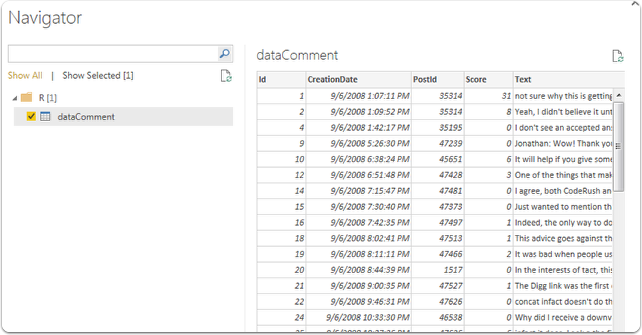 Navigator
Show All | Show Selected [1]
R [1]
dataComment
dataComment
Id CreationDate PostId Score Text
1 9/6/2008 1:07:11 PM 35314 31 not sure why this is getting
2 9/6/2008 1:09:52 PM 35314 8 Yeah, I didn't believe it unt
4 9/6/2008 1:42:17 PM 35195 0 I don't see an accepted ans
9 9/6/2008 5:26:30 PM 47239 0 Jonathan: Wow! Thank you
10 9/6/2008 6:38:24 PM 45651 6 It will help if you give some
12 9/6/2008 6:51:48 PM 47428 3 One of the things that mak
14 9/6/2008 7:15:47 PM 47481 0 I agree, both CodeRush an
15 9/6/2008 7:30:40 PM 47373 0 Just wanted to mention th
16 9/6/2008 7:42:35 PM 47497 1 Indeed, the only way to do
18 9/6/2008 8:02:41 PM 47513 1 This advice goes against th
19 9/6/2008 8:11:11 PM 47466 2 It was bad when people us
20 9/6/2008 8:44:39 PM 1517 0 In the interests of tact, this
21 9/6/2008 9:00:35 PM 47527 1 The Digg link was the first
22 9/6/2008 9:46:31 PM 47626 0 concat infact doesn't do th
24 9/6/2008 10:33:30 PM 46538 0 Why did I receive a downv